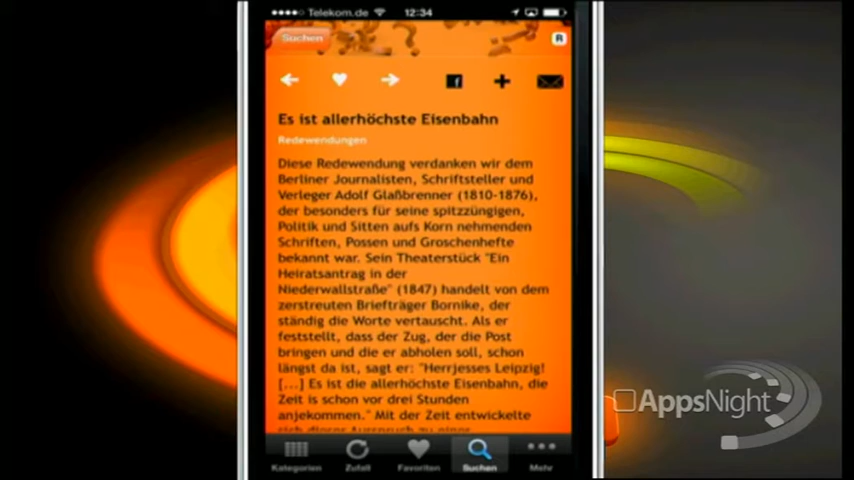 Telekom.de 12:34
Suchen R
f
Es ist allerhöchste Eisenbahn
Redewendungen
Diese Redewendung verdanken wir dem
Berliner Journalisten, Schriftsteller und
Verleger Adolf Glaßbrenner (1810-1876),
der besonders für seine spitzzüngigen,
Politik und Sitten aufs Korn nehmenden
Schriften, Possen und Groschenhefte
bekannt war. Sein Theaterstück "Ein
Heiratsantrag in der
Niederwallstraße" (1847) handelt von dem
zerstreuten Briefträger Bornike, der
ständig die Worte vertauscht. Als er
feststellt, dass der Zug, der die Post
bringen und die er abholen soll, schon
längst da ist, sagt er: "Herrjesses Leipzig!
[...] Es ist die allerhöchste Eisenbahn, die
Zeit is schon vor drei Stunden
anjekommen." Mit der Zeit entwickelte
sich dieser Ausspruch zu einer
Kategorien Zufall Favoriten Suchen Mehr
AppsNight